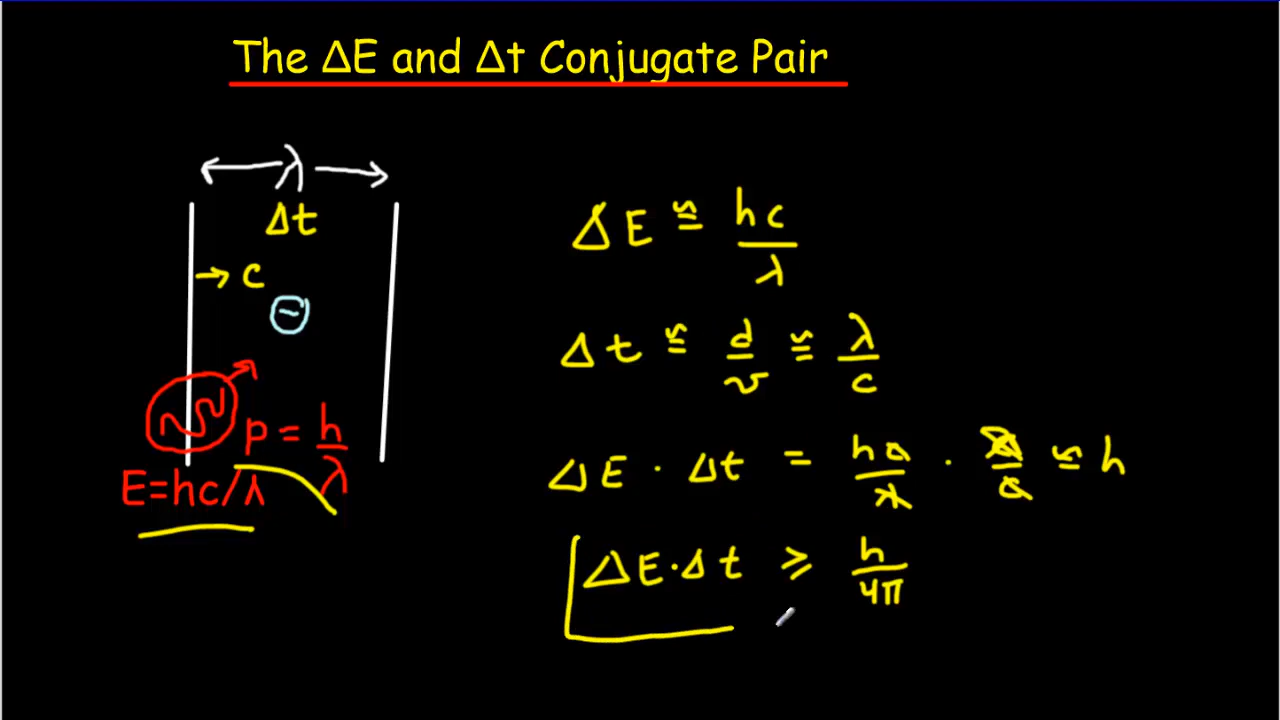 The ΔE and Δt Conjugate Pair
λ
Δt
→ c
−
p = h/λ
E=hc/λ
ΔE ≌ hc/λ
Δt ≌ d/v ≌ λ/c
ΔE · Δt = hc/λ · λ/c ≌ h
ΔE·Δt ≥ h/4π